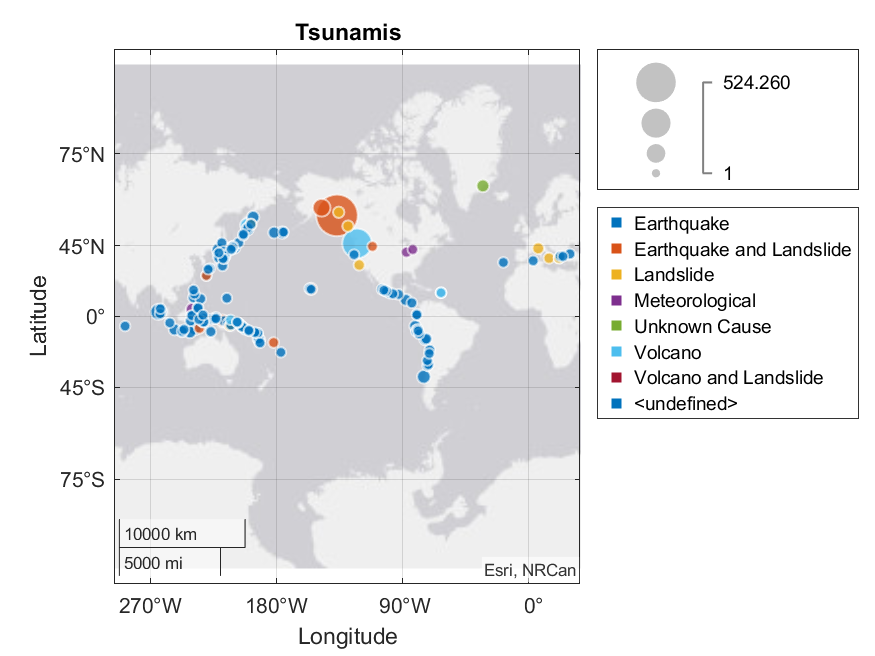 Tsunamis
75°N
45°N
0°
45°S
75°S
Latitude
10000 km
5000 mi
Esri, NRCan
270°W
180°W
90°W
0°
Longitude
524.260
1
Earthquake
Earthquake and Landslide
Landslide
Meteorological
Unknown Cause
Volcano
Volcano and Landslide
<undefined>